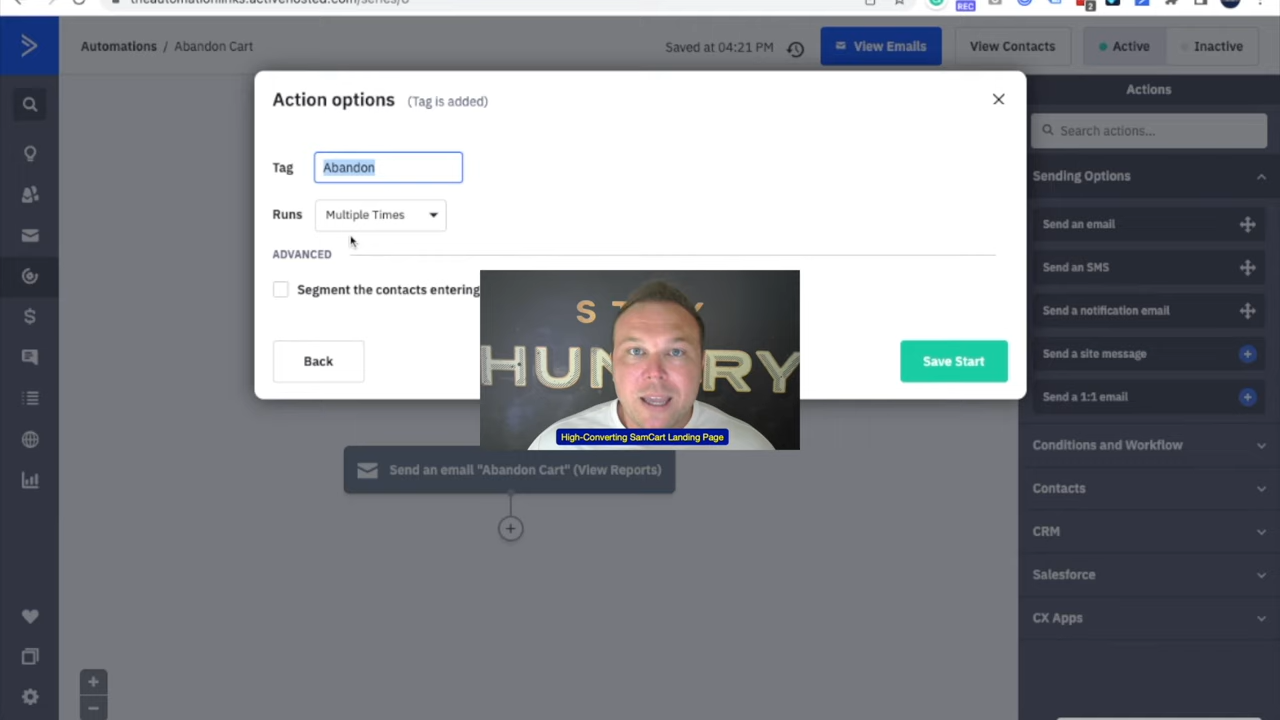 theautomationlinks.activehosted.com/series/6
REC
2
Automations / Abandon Cart
Saved at 04:21 PM
View Emails
View Contacts
Active
Inactive
Action options (Tag is added)
Tag
Abandon
Runs
Multiple Times
ADVANCED
Segment the contacts entering
Back
Save Start
HUNGRY
High-Converting SamCart Landing Page
Send an email "Abandon Cart" (View Reports)
Actions
Search actions...
Sending Options
Send an email
Send an SMS
Send a notification email
Send a site message
Send a 1:1 email
Conditions and Workflow
Contacts
CRM
Salesforce
CX Apps